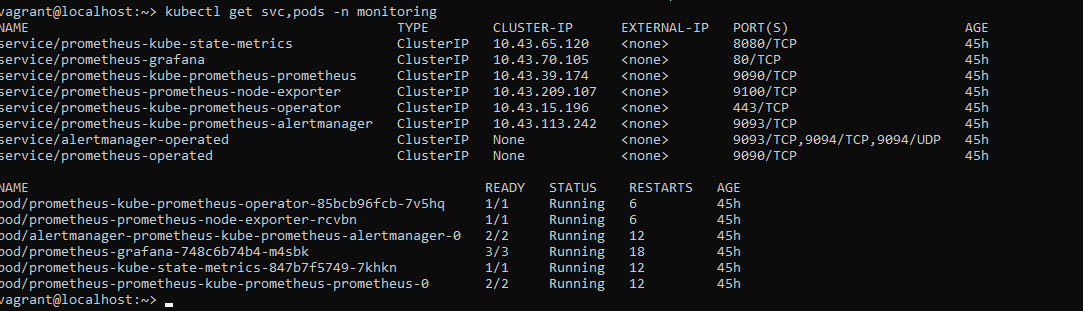 vagrant@localhost:~> kubectl get svc,pods -n monitoring
NAME TYPE CLUSTER-IP EXTERNAL-IP PORT(S) AGE
service/prometheus-kube-state-metrics ClusterIP 10.43.65.120 <none> 8080/TCP 45h
service/prometheus-grafana ClusterIP 10.43.70.105 <none> 80/TCP 45h
service/prometheus-kube-prometheus-prometheus ClusterIP 10.43.39.174 <none> 9090/TCP 45h
service/prometheus-prometheus-node-exporter ClusterIP 10.43.209.107 <none> 9100/TCP 45h
service/prometheus-kube-prometheus-operator ClusterIP 10.43.15.196 <none> 443/TCP 45h
service/prometheus-kube-prometheus-alertmanager ClusterIP 10.43.113.242 <none> 9093/TCP 45h
service/alertmanager-operated ClusterIP None <none> 9093/TCP,9094/TCP,9094/UDP 45h
service/prometheus-operated ClusterIP None <none> 9090/TCP 45h
NAME READY STATUS RESTARTS AGE
pod/prometheus-kube-prometheus-operator-85bcb96fcb-7v5hq 1/1 Running 6 45h
pod/prometheus-prometheus-node-exporter-rcvbn 1/1 Running 6 45h
pod/alertmanager-prometheus-kube-prometheus-alertmanager-0 2/2 Running 12 45h
pod/prometheus-grafana-748c6b74b4-m4sbk 3/3 Running 18 45h
pod/prometheus-kube-state-metrics-847b7f5749-7khkn 1/1 Running 12 45h
pod/prometheus-prometheus-kube-prometheus-prometheus-0 2/2 Running 12 45h
vagrant@localhost:~>